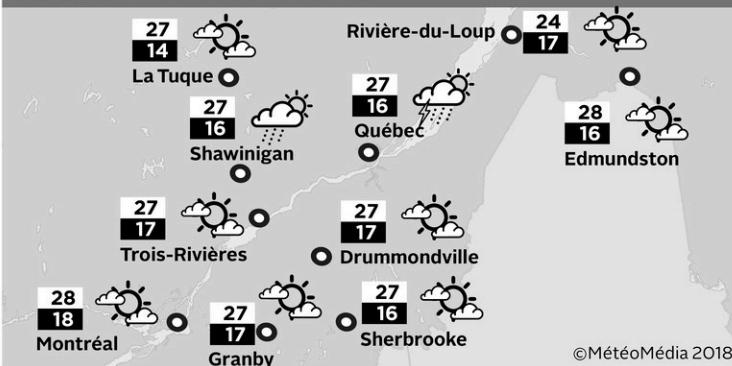 27
14
La Tuque
Rivière-du-Loup
24
17
27
16
Shawinigan
27
16
Québec
28
16
Edmundston
27
17
Trois-Rivières
27
17
Drummondville
28
18
Montréal
27
17
Granby
27
16
Sherbrooke
©MétéoMédia 2018